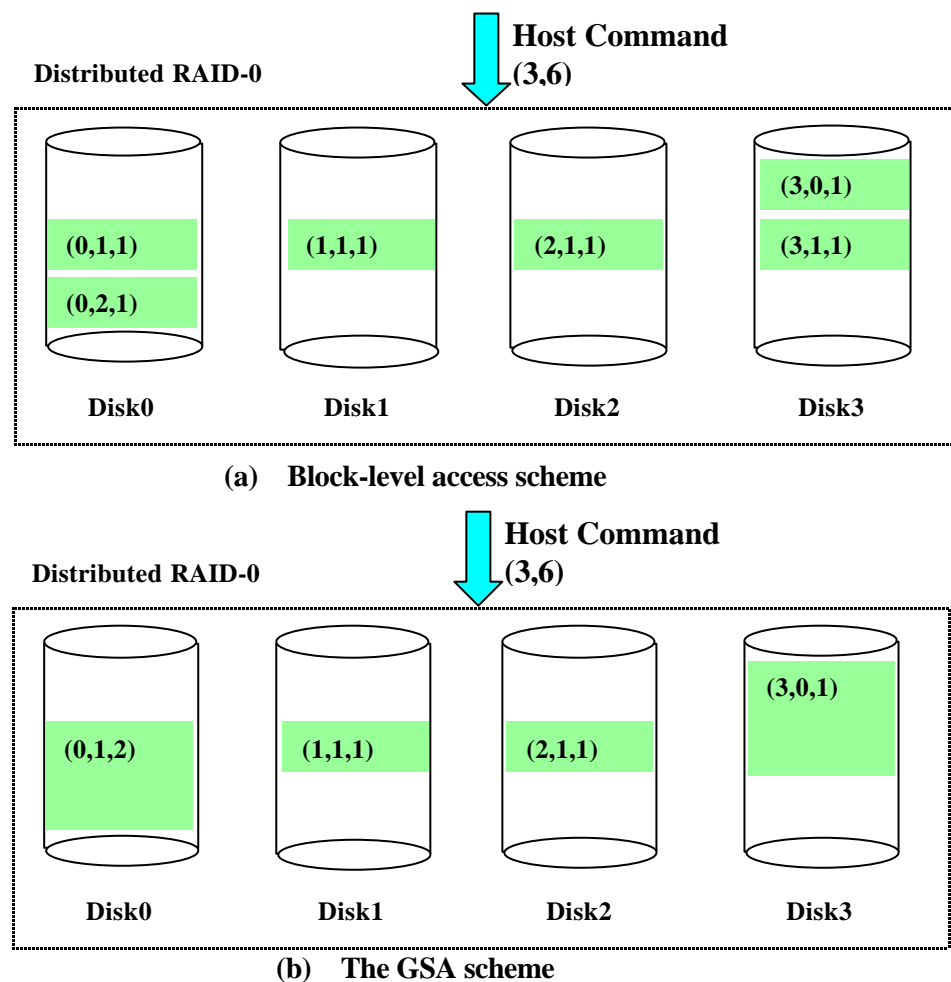 Host Command
(3,6)
Distributed RAID-0
(3,0,1)
(0,1,1) (1,1,1) (2,1,1) (3,1,1)
(0,2,1)
Disk0 Disk1 Disk2 Disk3
(a) Block-level access scheme
Host Command
(3,6)
Distributed RAID-0
(3,0,1)
(0,1,2) (1,1,1) (2,1,1)
Disk0 Disk1 Disk2 Disk3
(b) The GSA scheme